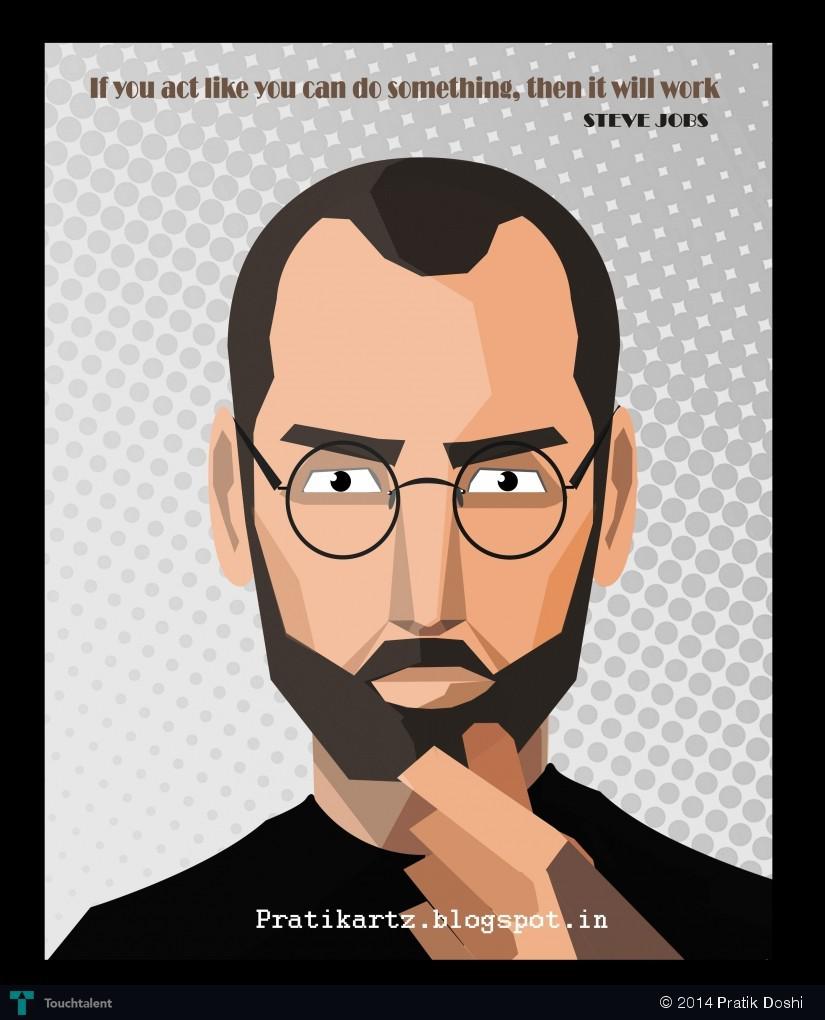 If you act like you can do something, then it will work
STEVE JOBS
Pratikartz.blogspot.in
Touchtalent
© 2014 Pratik Doshi